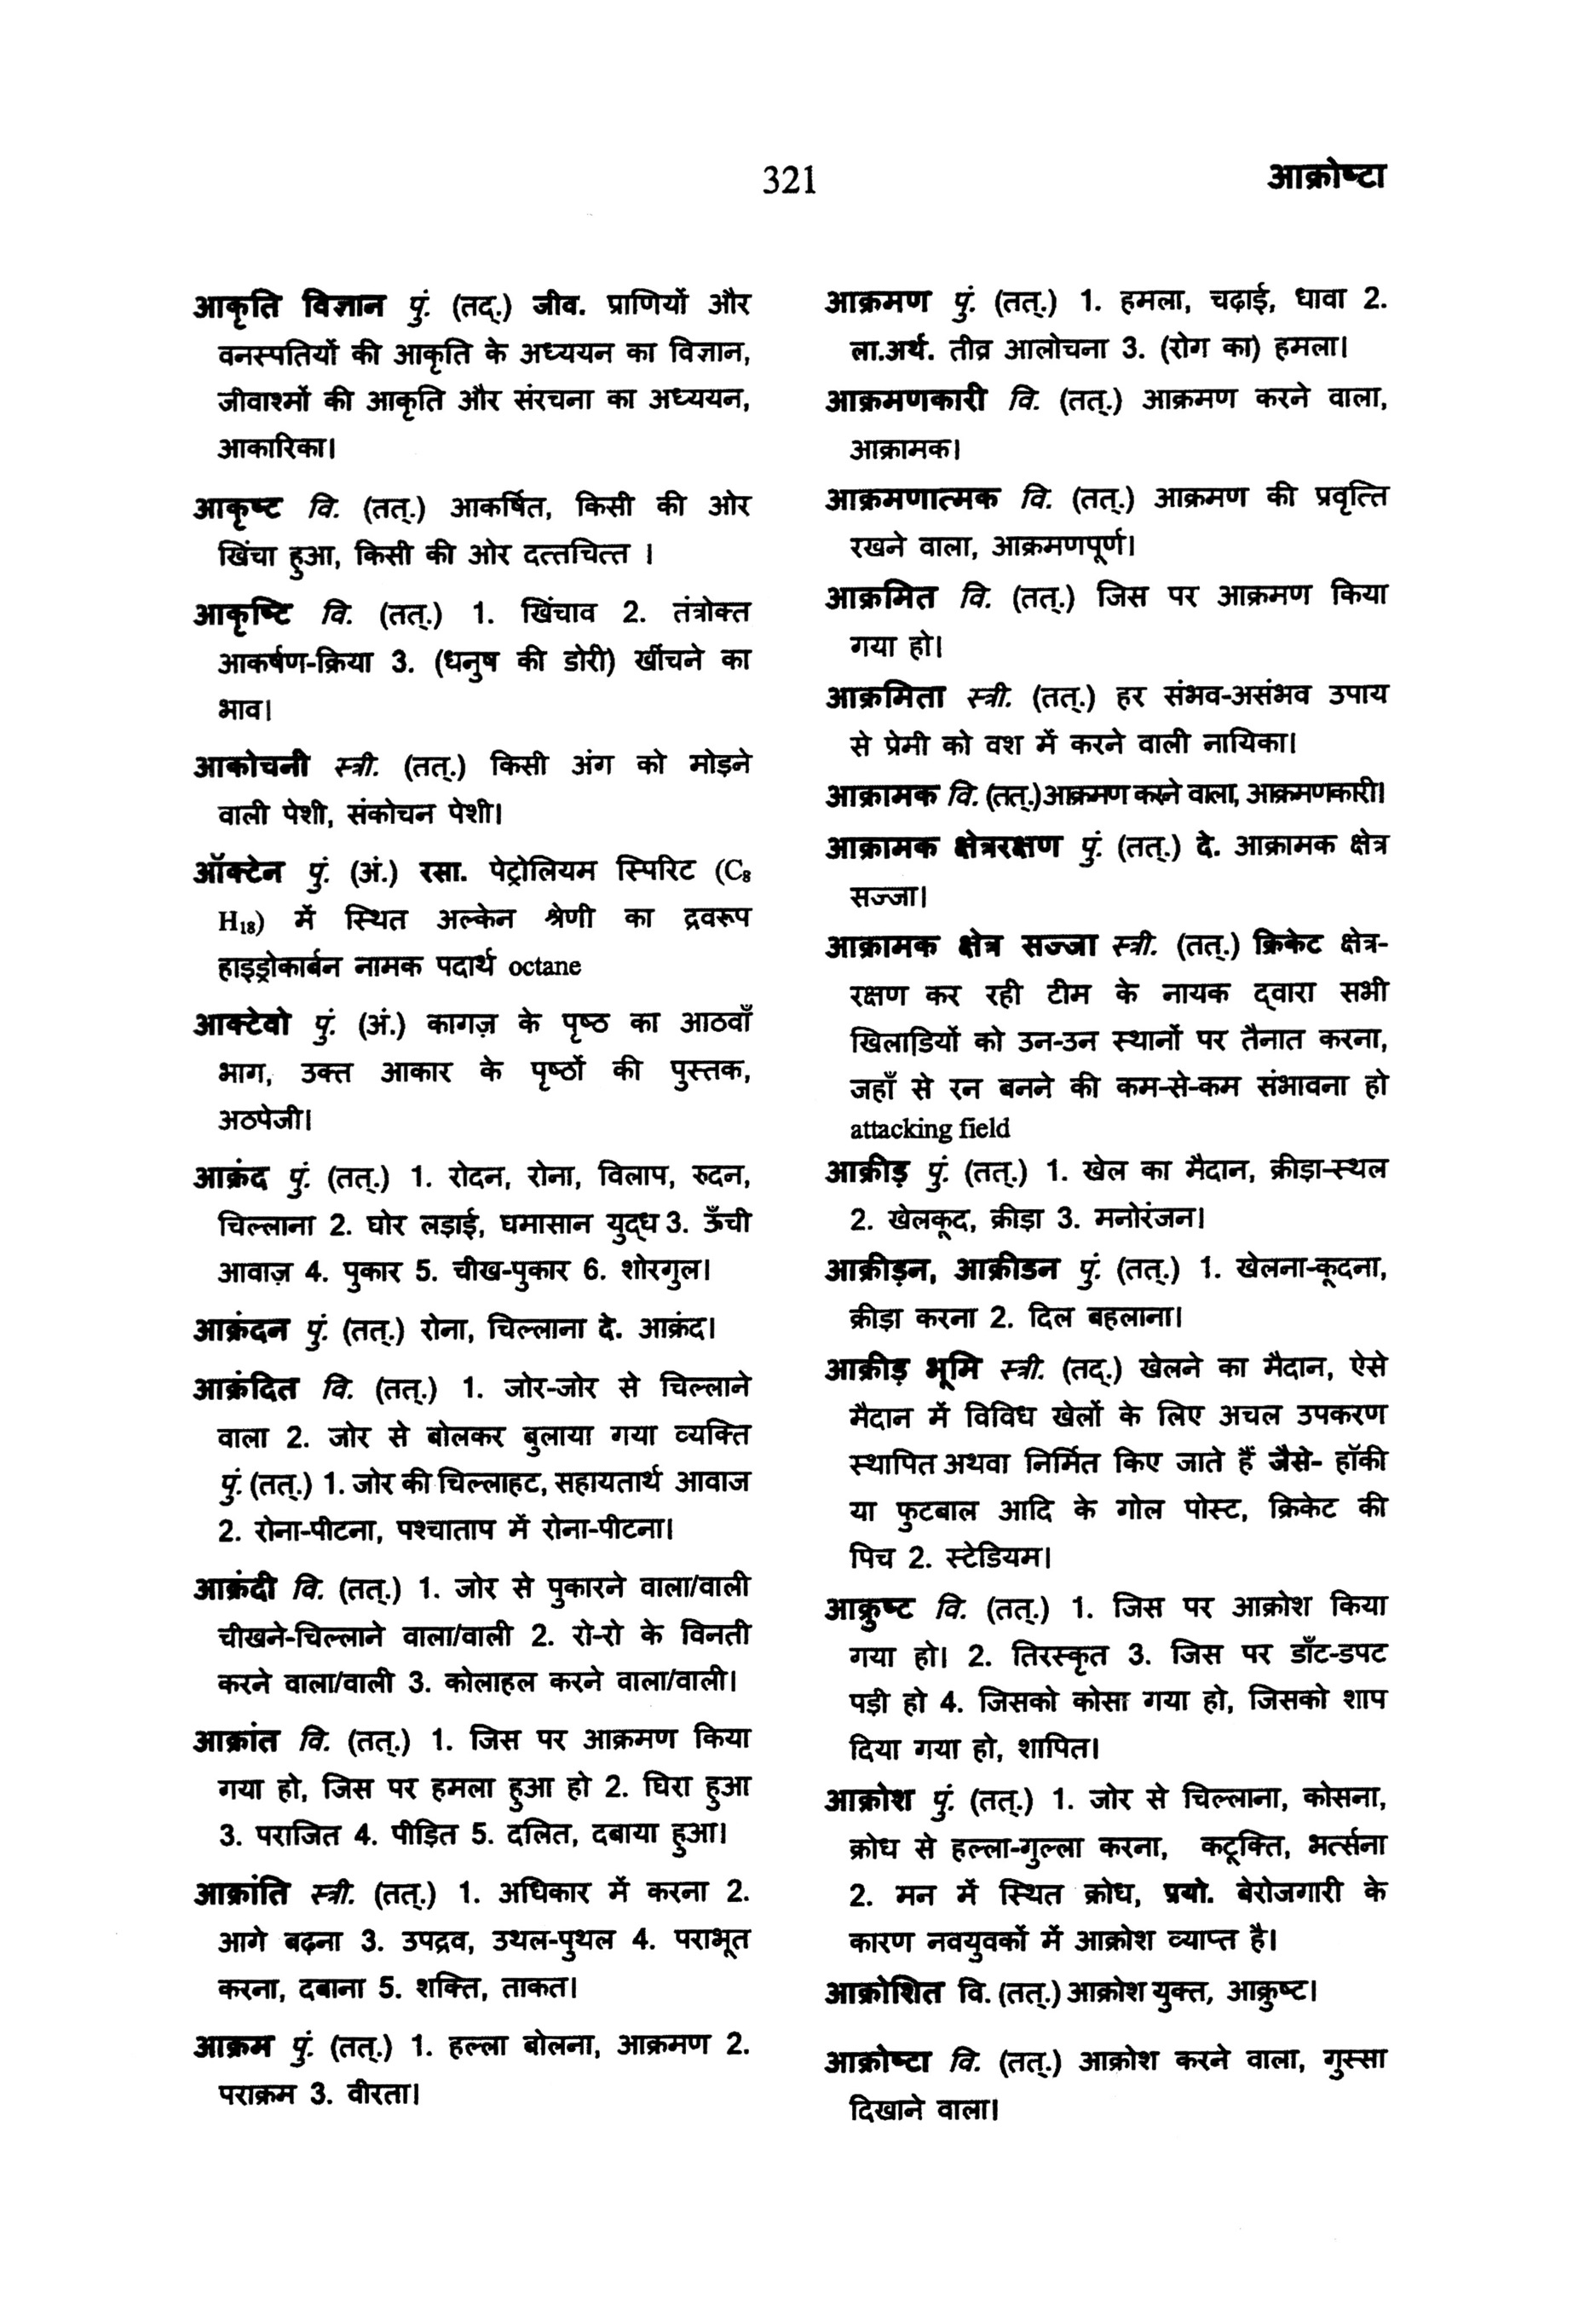 321
आक्रोष्टा
आकृति विज्ञान पुं. (तद्.) जीव. प्राणियों और
वनस्पतियों की आकृति के अध्ययन का विज्ञान,
जीवाश्मों की आकृति और संरचना का अध्ययन,
आकारिका।
आकृष्ट वि. (तत्.) आकर्षित, किसी की ओर
खिंचा हुआ, किसी की ओर दत्तचित्त ।
आकृष्टि वि. (तत्.) 1. खिंचाव 2. तंत्रोक्त
आकर्षण-क्रिया 3. (धनुष की डोरी) खींचने का
भाव।
आकोचनी स्त्री. (तत्.) किसी अंग को मोड़ने
वाली पेशी, संकोचन पेशी।
ऑक्टेन पुं. (अं.) रसा. पेट्रोलियम स्पिरिट (C₈
H₁₈) में स्थित अल्केन श्रेणी का द्रवरूप
हाइड्रोकार्बन नामक पदार्थ octane
आक्टेवो पुं. (अं.) कागज़ के पृष्ठ का आठवाँ
भाग, उक्त आकार के पृष्ठों की पुस्तक,
अठपेजी।
आक्रंद पुं. (तत्.) 1. रोदन, रोना, विलाप, रुदन,
चिल्लाना 2. घोर लड़ाई, घमासान युद्ध 3. ऊँची
आवाज़ 4. पुकार 5. चीख-पुकार 6. शोरगुल।
आक्रंदन पुं. (तत्.) रोना, चिल्लाना दे. आक्रंद।
आक्रंदित वि. (तत्.) 1. जोर-जोर से चिल्लाने
वाला 2. जोर से बोलकर बुलाया गया व्यक्ति
पुं. (तत्.) 1. जोर की चिल्लाहट, सहायतार्थ आवाज
2. रोना-पीटना, पश्चाताप में रोना-पीटना।
आक्रंदी वि. (तत्.) 1. जोर से पुकारने वाला/वाली
चीखने-चिल्लाने वाला/वाली 2. रो-रो के विनती
करने वाला/वाली 3. कोलाहल करने वाला/वाली।
आक्रांत वि. (तत्.) 1. जिस पर आक्रमण किया
गया हो, जिस पर हमला हुआ हो 2. घिरा हुआ
3. पराजित 4. पीड़ित 5. दलित, दबाया हुआ।
आक्रांति स्त्री. (तत्.) 1. अधिकार में करना 2.
आगे बढ़ना 3. उपद्रव, उथल-पुथल 4. पराभूत
करना, दबाना 5. शक्ति, ताकत।
आक्रम पुं. (तत्.) 1. हल्ला बोलना, आक्रमण 2.
पराक्रम 3. वीरता।
आक्रमण पुं. (तत्.) 1. हमला, चढ़ाई, धावा 2.
ला.अर्थ. तीव्र आलोचना 3. (रोग का) हमला।
आक्रमणकारी वि. (तत्.) आक्रमण करने वाला,
आक्रामक।
आक्रमणात्मक वि. (तत्.) आक्रमण की प्रवृत्ति
रखने वाला, आक्रमणपूर्ण।
आक्रमित वि. (तत्.) जिस पर आक्रमण किया
गया हो।
आक्रमिता स्त्री. (तत्.) हर संभव-असंभव उपाय
से प्रेमी को वश में करने वाली नायिका।
आक्रामक वि. (तत्.) आक्रमण करने वाला, आक्रमणकारी।
आक्रामक क्षेत्ररक्षण पुं. (तत्.) दे. आक्रामक क्षेत्र
सज्जा।
आक्रामक क्षेत्र सज्जा स्त्री. (तत्.) क्रिकेट क्षेत्र-
रक्षण कर रही टीम के नायक द्वारा सभी
खिलाडियों को उन-उन स्थानों पर तैनात करना,
जहाँ से रन बनने की कम-से-कम संभावना हो
attacking field
आक्रीड़ पुं. (तत्.) 1. खेल का मैदान, क्रीड़ा-स्थल
2. खेलकूद, क्रीड़ा 3. मनोरंजन।
आक्रीड़न, आक्रीडन पुं. (तत्.) 1. खेलना-कूदना,
क्रीड़ा करना 2. दिल बहलाना।
आक्रीड़ भूमि स्त्री. (तद्.) खेलने का मैदान, ऐसे
मैदान में विविध खेलों के लिए अचल उपकरण
स्थापित अथवा निर्मित किए जाते हैं जैसे- हॉकी
या फुटबाल आदि के गोल पोस्ट, क्रिकेट की
पिच 2. स्टेडियम।
आक्रुष्ट वि. (तत्.) 1. जिस पर आक्रोश किया
गया हो। 2. तिरस्कृत 3. जिस पर डाँट-डपट
पड़ी हो 4. जिसको कोसा गया हो, जिसको शाप
दिया गया हो, शापित।
आक्रोश पुं. (तत्.) 1. जोर से चिल्लाना, कोसना,
क्रोध से हल्ला-गुल्ला करना, कटूक्ति, भर्त्सना
2. मन में स्थित क्रोध, प्रयो. बेरोजगारी के
कारण नवयुवकों में आक्रोश व्याप्त है।
आक्रोशित वि. (तत्.) आक्रोश युक्त, आक्रुष्ट।
आक्रोष्टा वि. (तत्.) आक्रोश करने वाला, गुस्सा
दिखाने वाला।